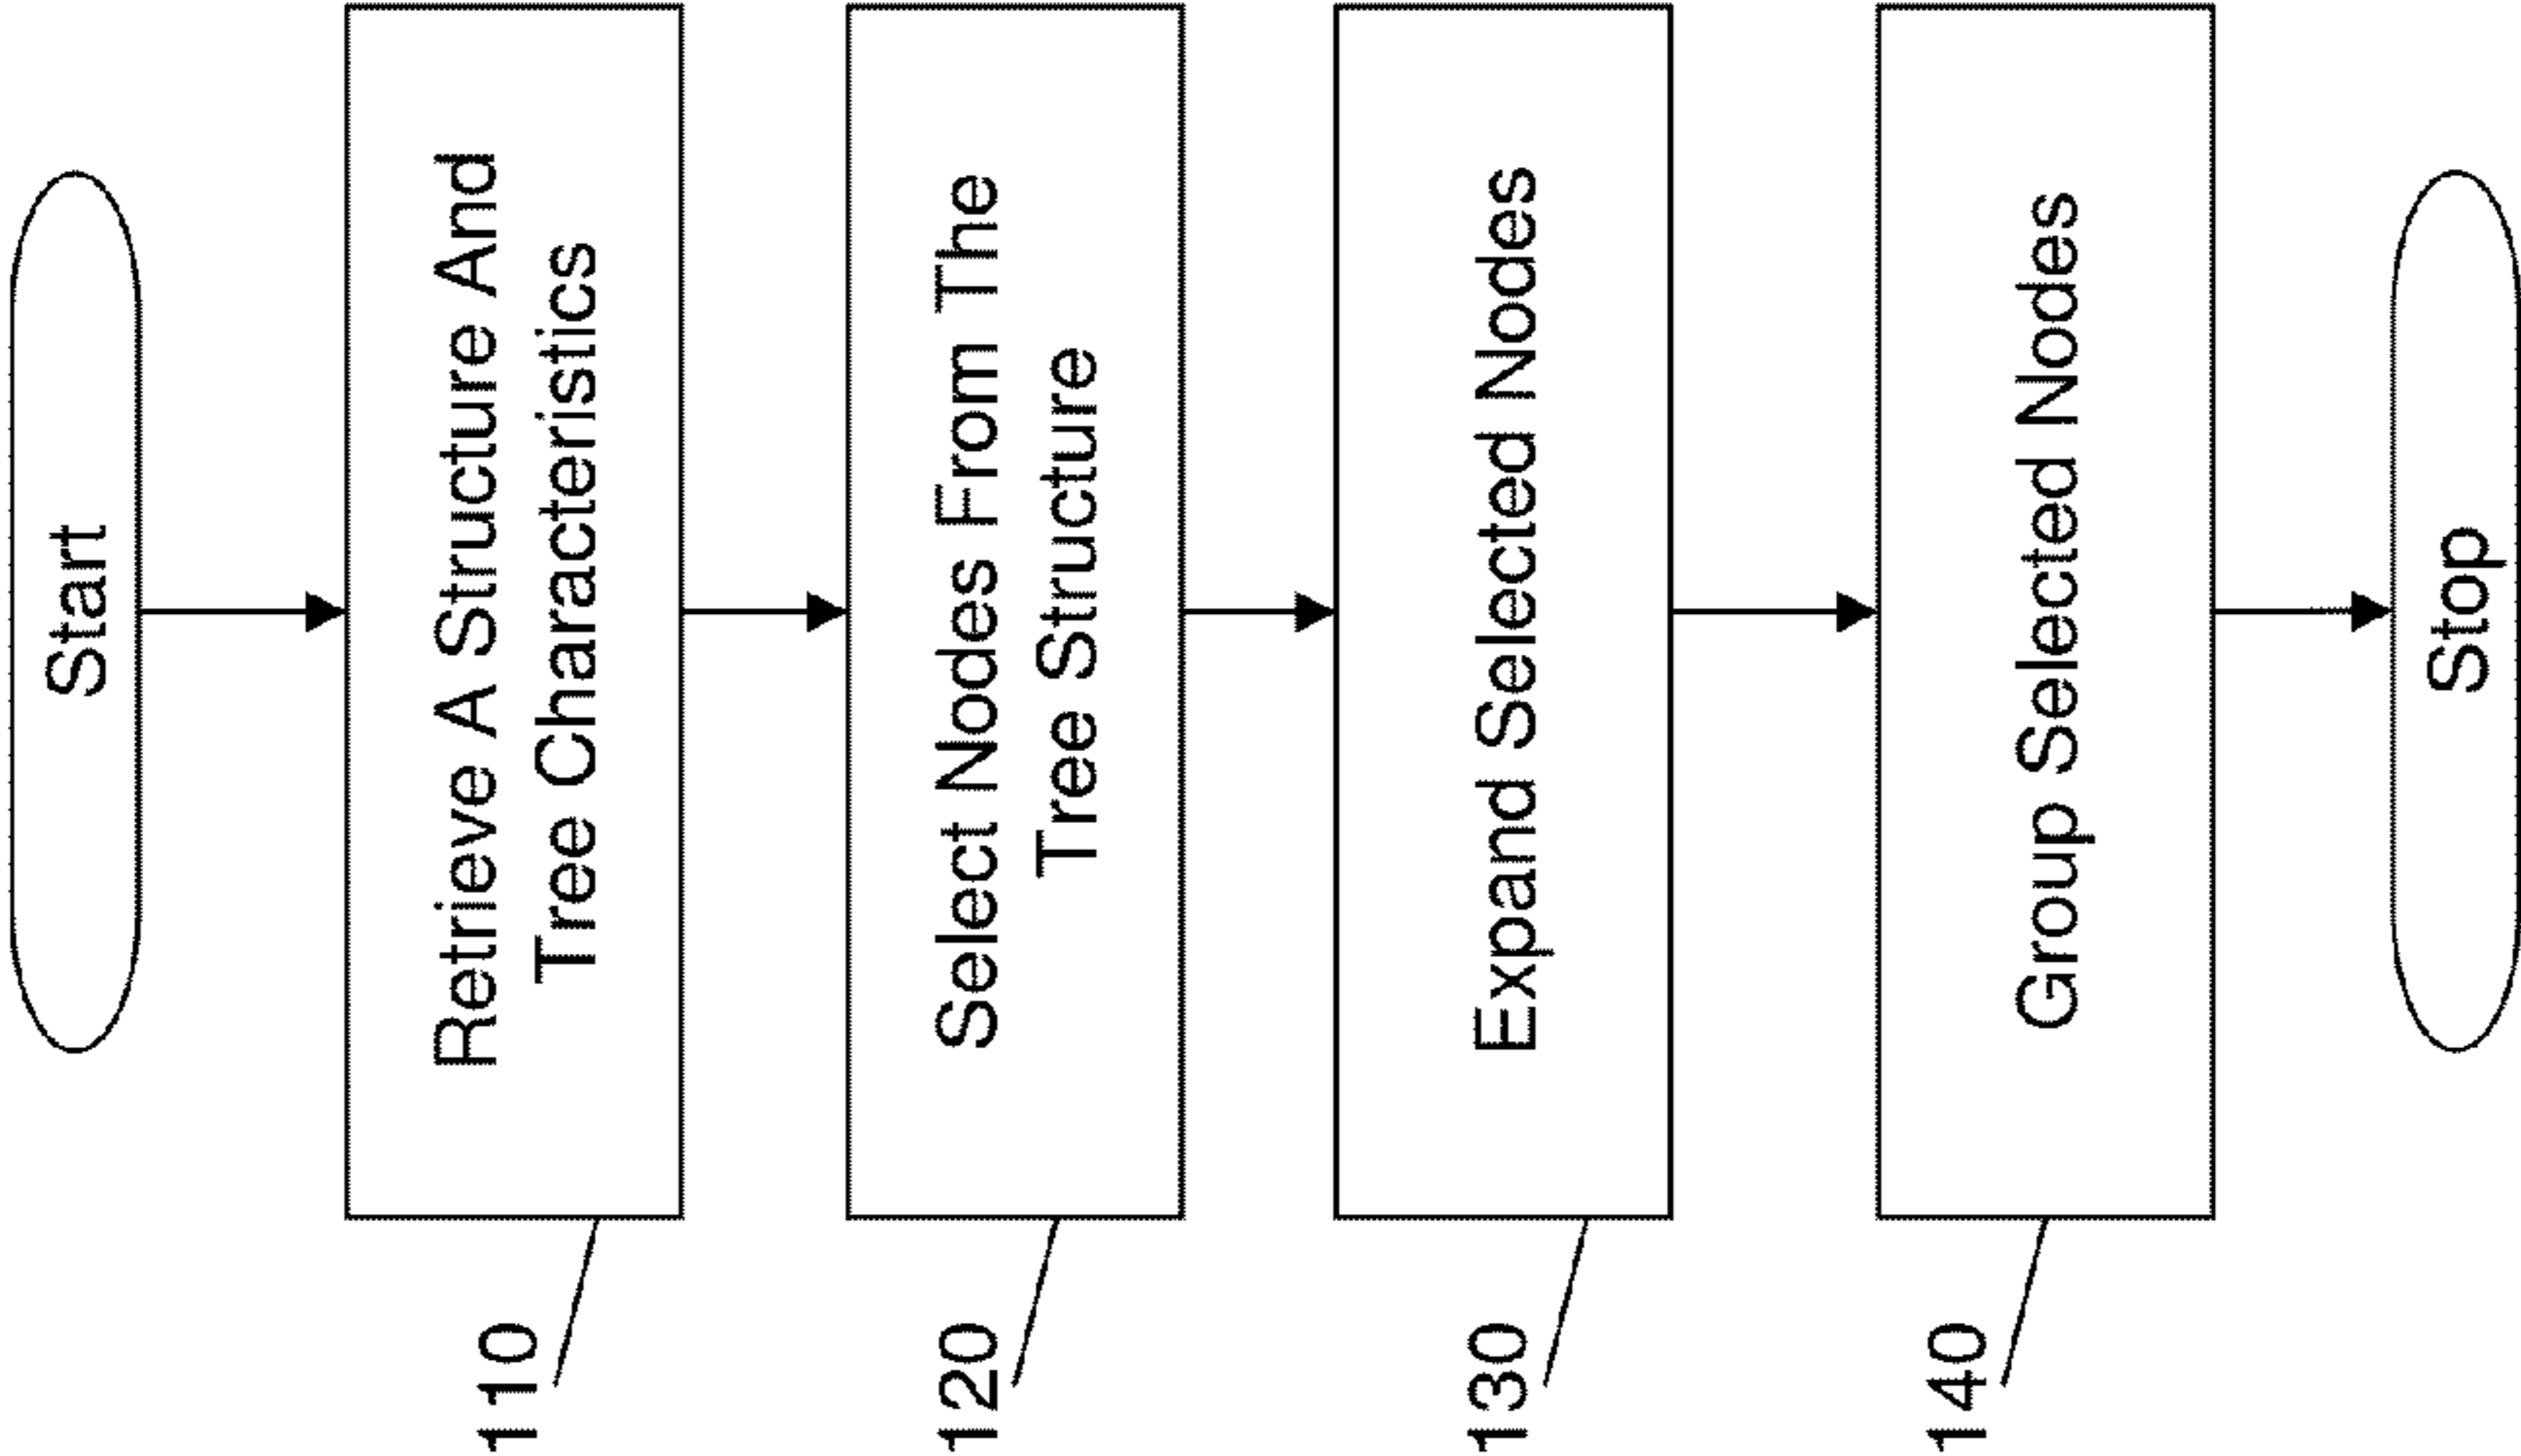 Start
Retrieve A Structure And
Tree Characteristics
110
Select Nodes From The
Tree Structure
120
Expand Selected Nodes
130
Group Selected Nodes
140
Stop